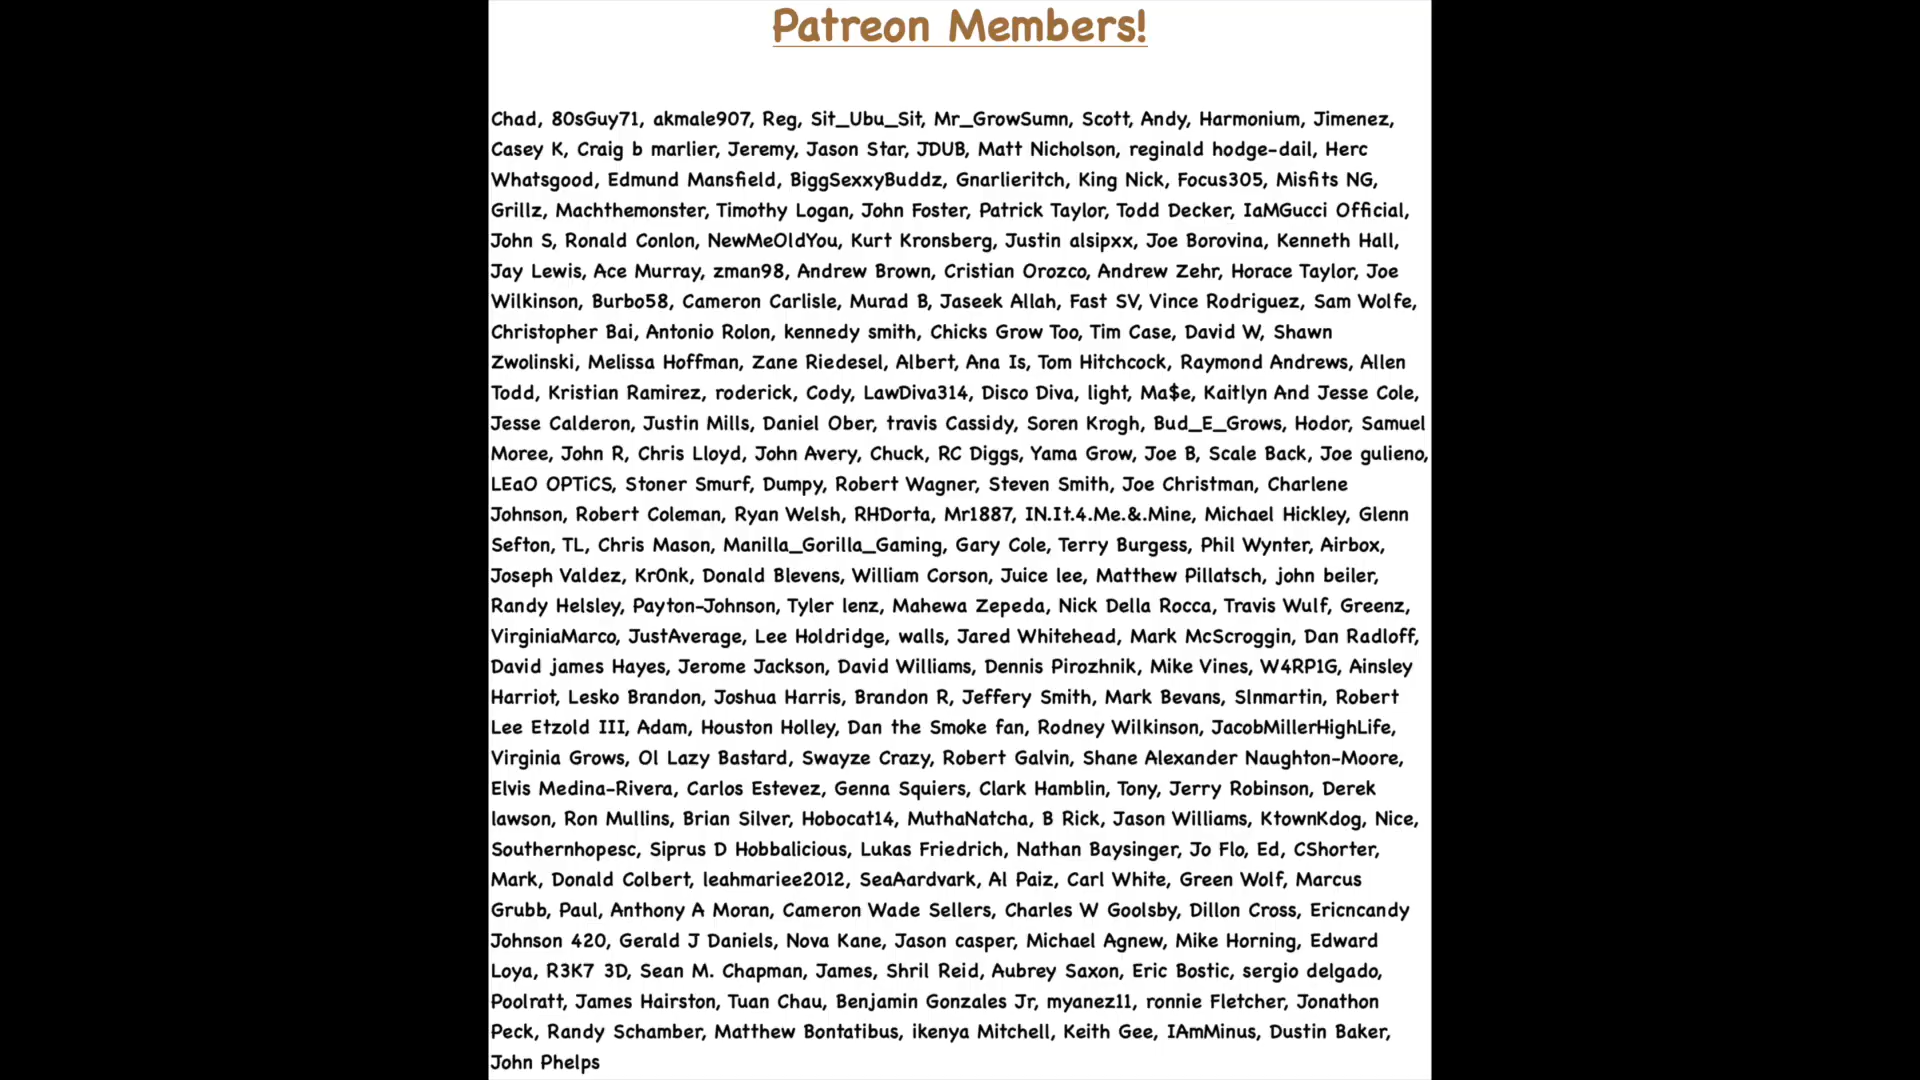 Patreon Members!
Chad, 80sGuy71, akmale907, Reg, Sit_Ubu_Sit, Mr_GrowSumn, Scott, Andy, Harmonium, Jimenez,
Casey K, Craig b marlier, Jeremy, Jason Star, JDUB, Matt Nicholson, reginald hodge-dail, Herc
Whatsgood, Edmund Mansfield, BiggSexxyBuddz, Gnarlieritch, King Nick, Focus305, Misfits NG,
Grillz, Machthemonster, Timothy Logan, John Foster, Patrick Taylor, Todd Decker, IaMGucci Official,
John S, Ronald Conlon, NewMeOldYou, Kurt Kronsberg, Justin alsipxx, Joe Borovina, Kenneth Hall,
Jay Lewis, Ace Murray, zman98, Andrew Brown, Cristian Orozco, Andrew Zehr, Horace Taylor, Joe
Wilkinson, Burbo58, Cameron Carlisle, Murad B, Jaseek Allah, Fast SV, Vince Rodriguez, Sam Wolfe,
Christopher Bai, Antonio Rolon, kennedy smith, Chicks Grow Too, Tim Case, David W, Shawn
Zwolinski, Melissa Hoffman, Zane Riedesel, Albert, Ana Is, Tom Hitchcock, Raymond Andrews, Allen
Todd, Kristian Ramirez, roderick, Cody, LawDiva314, Disco Diva, light, Ma$e, Kaitlyn And Jesse Cole,
Jesse Calderon, Justin Mills, Daniel Ober, travis Cassidy, Soren Krogh, Bud_E_Grows, Hodor, Samuel
Moree, John R, Chris Lloyd, John Avery, Chuck, RC Diggs, Yama Grow, Joe B, Scale Back, Joe gulieno,
LEaO OPTiCS, Stoner Smurf, Dumpy, Robert Wagner, Steven Smith, Joe Christman, Charlene
Johnson, Robert Coleman, Ryan Welsh, RHDorta, Mr1887, IN.It.4.Me.&.Mine, Michael Hickley, Glenn
Sefton, TL, Chris Mason, Manilla_Gorilla_Gaming, Gary Cole, Terry Burgess, Phil Wynter, Airbox,
Joseph Valdez, Kr0nk, Donald Blevens, William Corson, Juice lee, Matthew Pillatsch, john beiler,
Randy Helsley, Payton-Johnson, Tyler lenz, Mahewa Zepeda, Nick Della Rocca, Travis Wulf, Greenz,
VirginiaMarco, JustAverage, Lee Holdridge, walls, Jared Whitehead, Mark McScroggin, Dan Radloff,
David james Hayes, Jerome Jackson, David Williams, Dennis Pirozhnik, Mike Vines, W4RP1G, Ainsley
Harriot, Lesko Brandon, Joshua Harris, Brandon R, Jeffery Smith, Mark Bevans, Slnmartin, Robert
Lee Etzold III, Adam, Houston Holley, Dan the Smoke fan, Rodney Wilkinson, JacobMillerHighLife,
Virginia Grows, Ol Lazy Bastard, Swayze Crazy, Robert Galvin, Shane Alexander Naughton-Moore,
Elvis Medina-Rivera, Carlos Estevez, Genna Squiers, Clark Hamblin, Tony, Jerry Robinson, Derek
lawson, Ron Mullins, Brian Silver, Hobocat14, MuthaNatcha, B Rick, Jason Williams, KtownKdog, Nice,
Southernhopesc, Siprus D Hobbalicious, Lukas Friedrich, Nathan Baysinger, Jo Flo, Ed, CShorter,
Mark, Donald Colbert, leahmariee2012, SeaAardvark, Al Paiz, Carl White, Green Wolf, Marcus
Grubb, Paul, Anthony A Moran, Cameron Wade Sellers, Charles W Goolsby, Dillon Cross, Ericncandy
Johnson 420, Gerald J Daniels, Nova Kane, Jason casper, Michael Agnew, Mike Horning, Edward
Loya, R3K7 3D, Sean M. Chapman, James, Shril Reid, Aubrey Saxon, Eric Bostic, sergio delgado,
Poolratt, James Hairston, Tuan Chau, Benjamin Gonzales Jr, myanez11, ronnie Fletcher, Jonathon
Peck, Randy Schamber, Matthew Bontatibus, ikenya Mitchell, Keith Gee, IAmMinus, Dustin Baker,
John Phelps